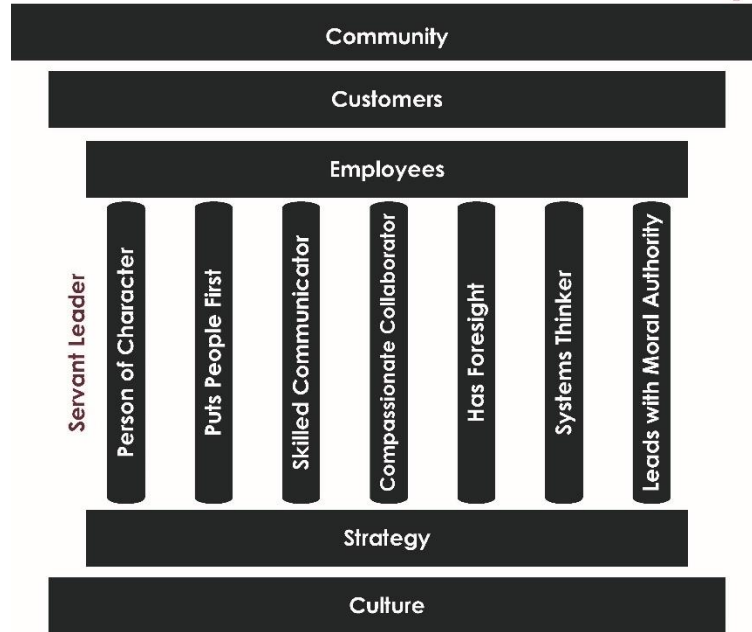 Community
Customers
Employees
Servant Leader
Person of Character
Puts People First
Skilled Communicator
Compassionate Collaborator
Has Foresight
Systems Thinker
Leads with Moral Authority
Strategy
Culture